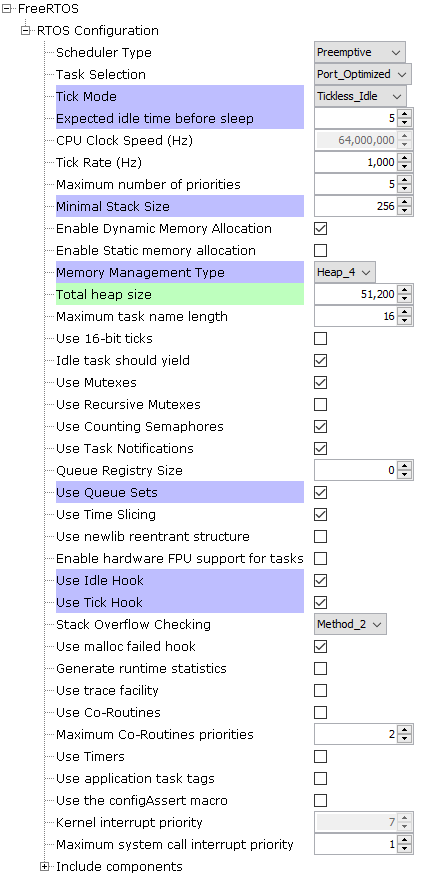 FreeRTOS
RTOS Configuration
Scheduler Type Preemptive
Task Selection Port_Optimized
Tick Mode Tickless_Idle
Expected idle time before sleep 5
CPU Clock Speed (Hz) 64,000,000
Tick Rate (Hz) 1,000
Maximum number of priorities 5
Minimal Stack Size 256
Enable Dynamic Memory Allocation
Enable Static memory allocation
Memory Management Type Heap_4
Total heap size 51,200
Maximum task name length 16
Use 16-bit ticks
Idle task should yield
Use Mutexes
Use Recursive Mutexes
Use Counting Semaphores
Use Task Notifications
Queue Registry Size 0
Use Queue Sets
Use Time Slicing
Use newlib reentrant structure
Enable hardware FPU support for tasks
Use Idle Hook
Use Tick Hook
Stack Overflow Checking Method_2
Use malloc failed hook
Generate runtime statistics
Use trace facility
Use Co-Routines
Maximum Co-Routines priorities 2
Use Timers
Use application task tags
Use the configAssert macro
Kernel interrupt priority 7
Maximum system call interrupt priority 1
Include components